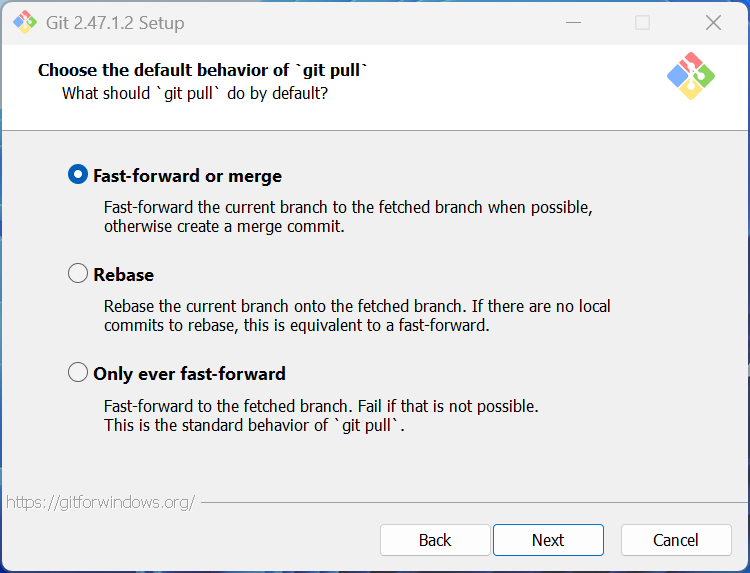 Git 2.47.1.2 Setup
Choose the default behavior of `git pull`
What should `git pull` do by default?
Fast-forward or merge
Fast-forward the current branch to the fetched branch when possible,
otherwise create a merge commit.
Rebase
Rebase the current branch onto the fetched branch. If there are no local
commits to rebase, this is equivalent to a fast-forward.
Only ever fast-forward
Fast-forward to the fetched branch. Fail if that is not possible.
This is the standard behavior of `git pull`.
https://gitforwindows.org/
Back
Next
Cancel